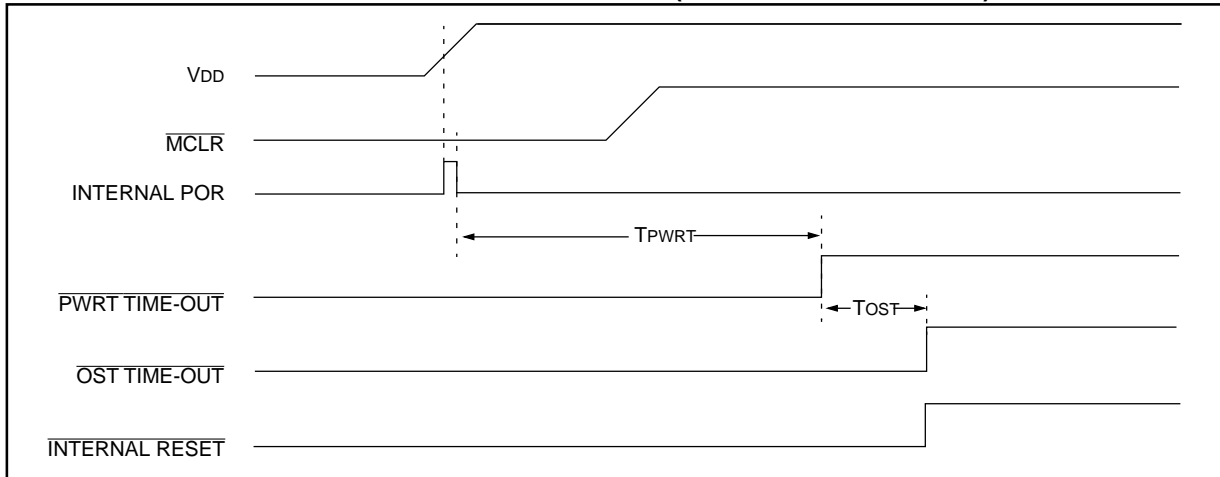 VDD
MCLR
INTERNAL POR
TPWRT
PWRT TIME-OUT
TOST
OST TIME-OUT
INTERNAL RESET